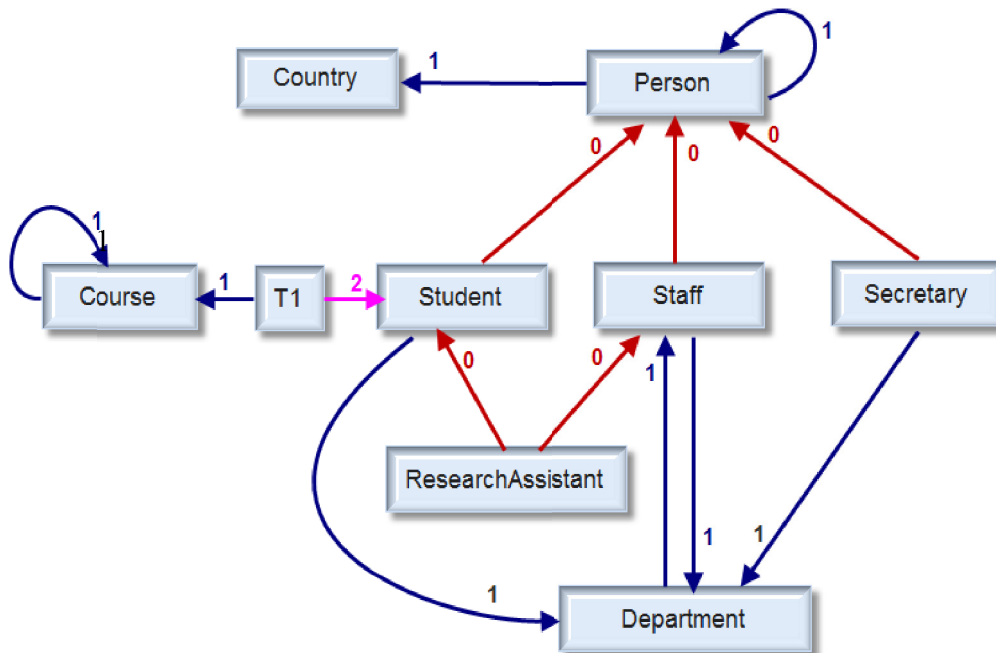 1
1
Country
Person
0
0
0
1
Course
1
T1
2
Student
Staff
Secretary
0
0
1
ResearchAssistant
1
1
1
Department